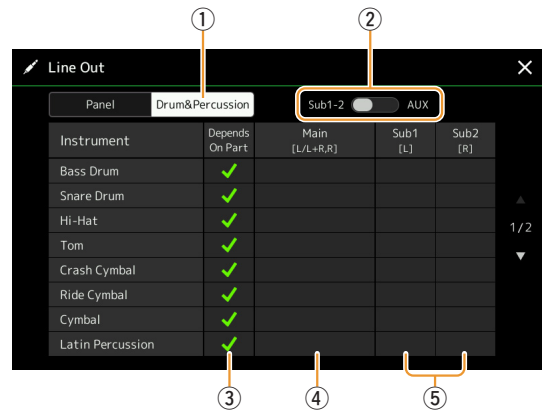 ① ②
Line Out ×
Panel Drum&Percussion Sub1-2 AUX
Instrument Depends On Part Main [L/L+R,R] Sub1 [L] Sub2 [R]
Bass Drum ✓
Snare Drum ✓
Hi-Hat ✓
1/2
Tom ✓
Crash Cymbal ✓
Ride Cymbal ✓
Cymbal ✓
Latin Percussion ✓
③ ④ ⑤